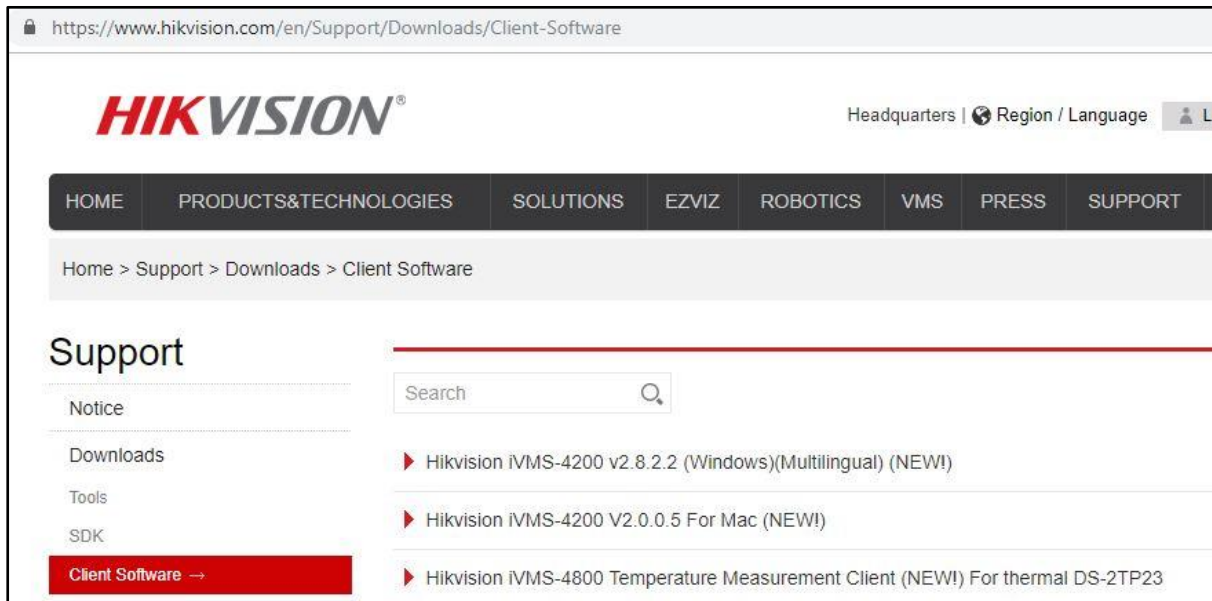 https://www.hikvision.com/en/Support/Downloads/Client-Software
HIKVISION®
Headquarters | Region / Language L
HOME PRODUCTS&TECHNOLOGIES SOLUTIONS EZVIZ ROBOTICS VMS PRESS SUPPORT
Home > Support > Downloads > Client Software
Support
Notice
Downloads
Tools
SDK
Client Software →
Search
Hikvision iVMS-4200 v2.8.2.2 (Windows)(Multilingual) (NEW!)
Hikvision iVMS-4200 V2.0.0.5 For Mac (NEW!)
Hikvision iVMS-4800 Temperature Measurement Client (NEW!) For thermal DS-2TP23